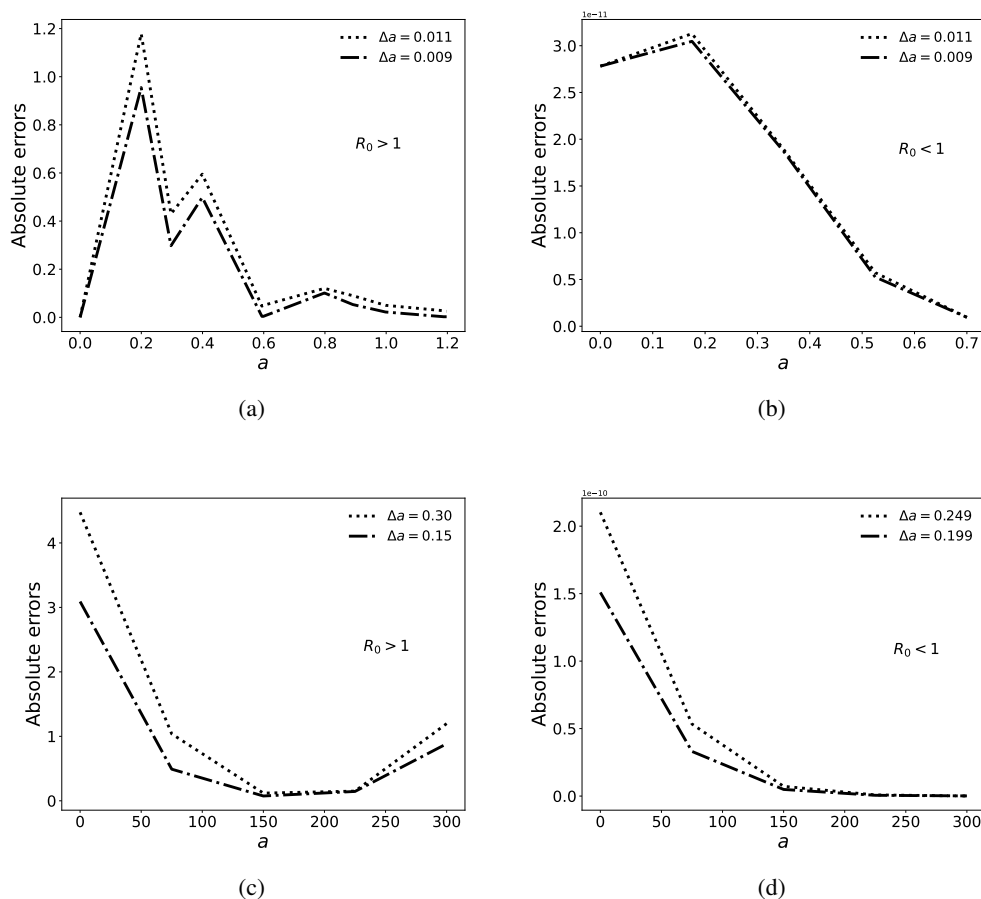 Absolute errors
1.2
1.0
0.8
0.6
0.4
0.2
0.0
Δa = 0.011
Δa = 0.009
R₀ > 1
0.0 0.2 0.4 0.6 0.8 1.0 1.2
a
(a)
1e−11
Absolute errors
3.0
2.5
2.0
1.5
1.0
0.5
0.0
Δa = 0.011
Δa = 0.009
R₀ < 1
0.0 0.1 0.2 0.3 0.4 0.5 0.6 0.7
a
(b)
Absolute errors
4
3
2
1
0
Δa = 0.30
Δa = 0.15
R₀ > 1
0 50 100 150 200 250 300
a
(c)
1e−10
Absolute errors
2.0
1.5
1.0
0.5
0.0
Δa = 0.249
Δa = 0.199
R₀ < 1
0 50 100 150 200 250 300
a
(d)